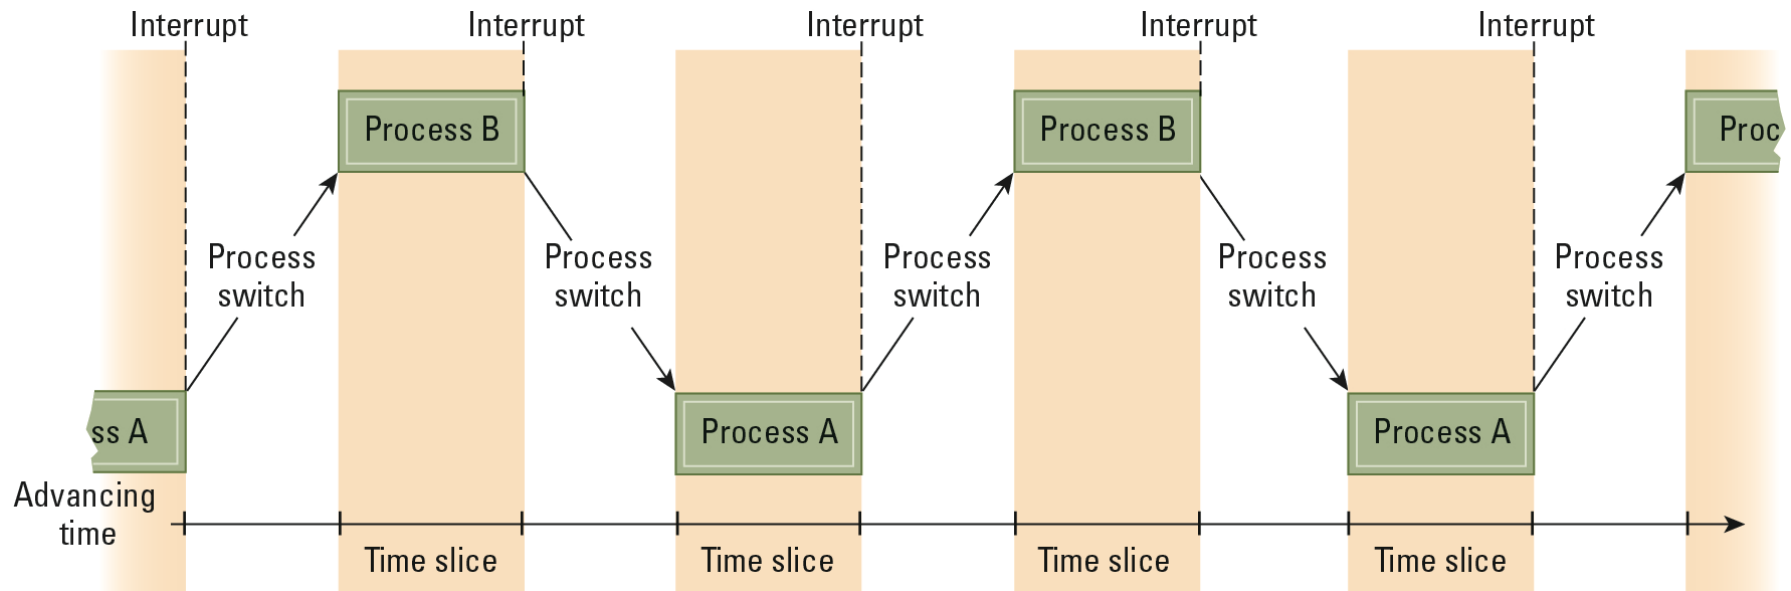 Interrupt
Interrupt
Interrupt
Interrupt
Interrupt
Process B
Process B
Proc
Process
switch
Process
switch
Process
switch
Process
switch
Process
switch
ss A
Process A
Process A
Advancing
time
Time slice
Time slice
Time slice
Time slice